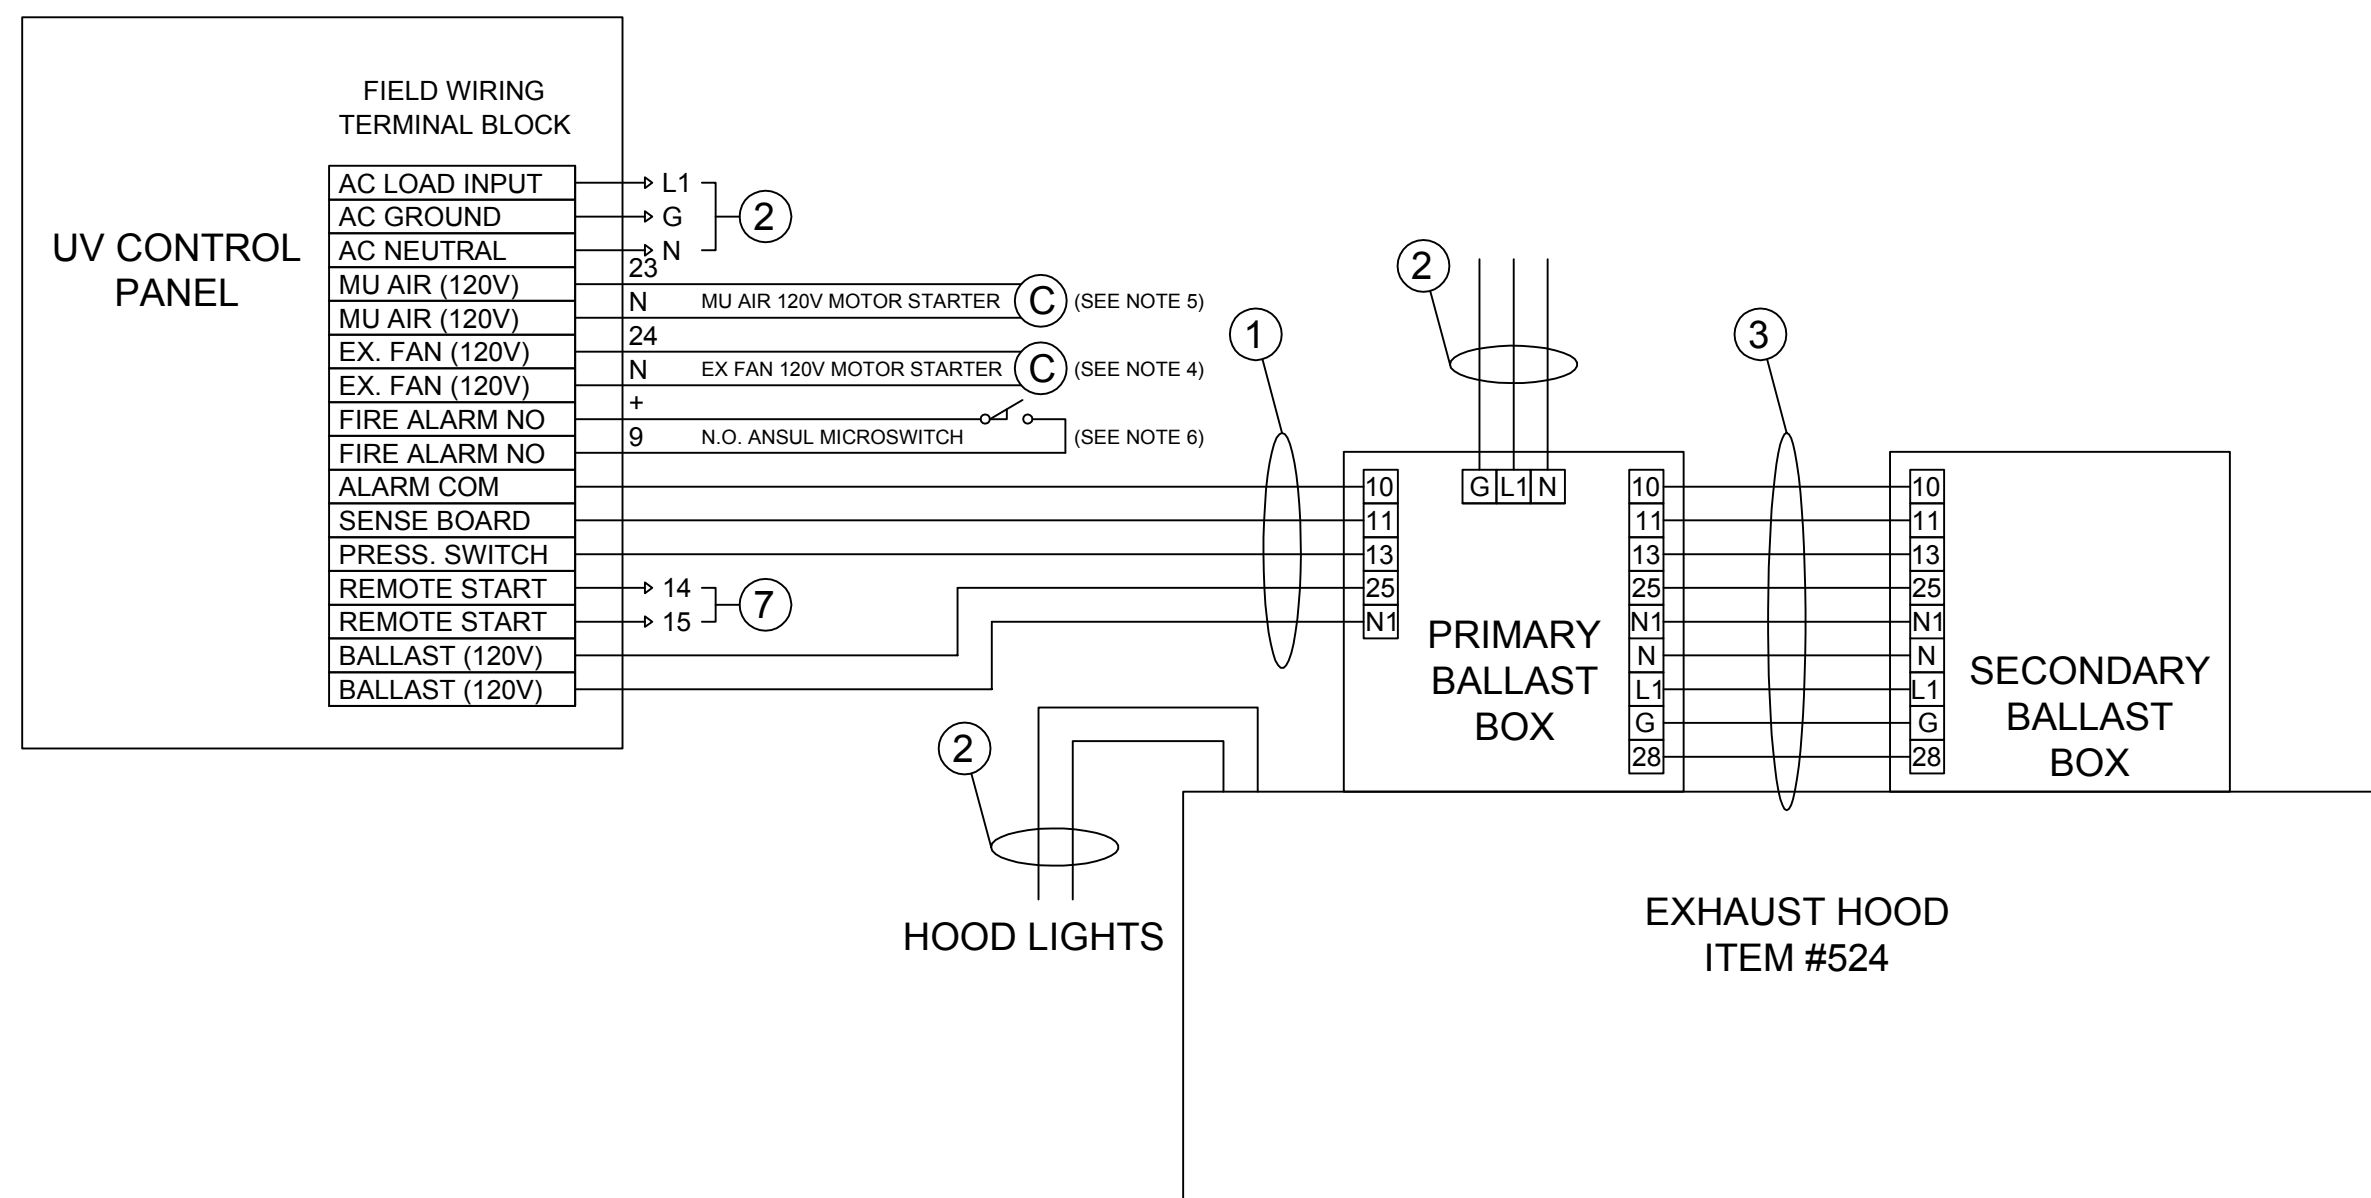 FIELD WIRING
TERMINAL BLOCK
UV CONTROL
PANEL
AC LOAD INPUT
AC GROUND
AC NEUTRAL
MU AIR (120V)
MU AIR (120V)
EX. FAN (120V)
EX. FAN (120V)
FIRE ALARM NO
FIRE ALARM NO
ALARM COM
SENSE BOARD
PRESS. SWITCH
REMOTE START
REMOTE START
BALLAST (120V)
BALLAST (120V)
L1
G
N
2
23
N MU AIR 120V MOTOR STARTER C (SEE NOTE 5)
24
N EX FAN 120V MOTOR STARTER C (SEE NOTE 4)
+
9 N.O. ANSUL MICROSWITCH (SEE NOTE 6)
14
15
7
1
2
3
G L1 N
10
11
13
25
N1
PRIMARY
BALLAST
BOX
10
11
13
25
N1
N
L1
G
28
10
11
13
25
N1
N
L1
G
28
SECONDARY
BALLAST
BOX
2
HOOD LIGHTS
EXHAUST HOOD
ITEM #524